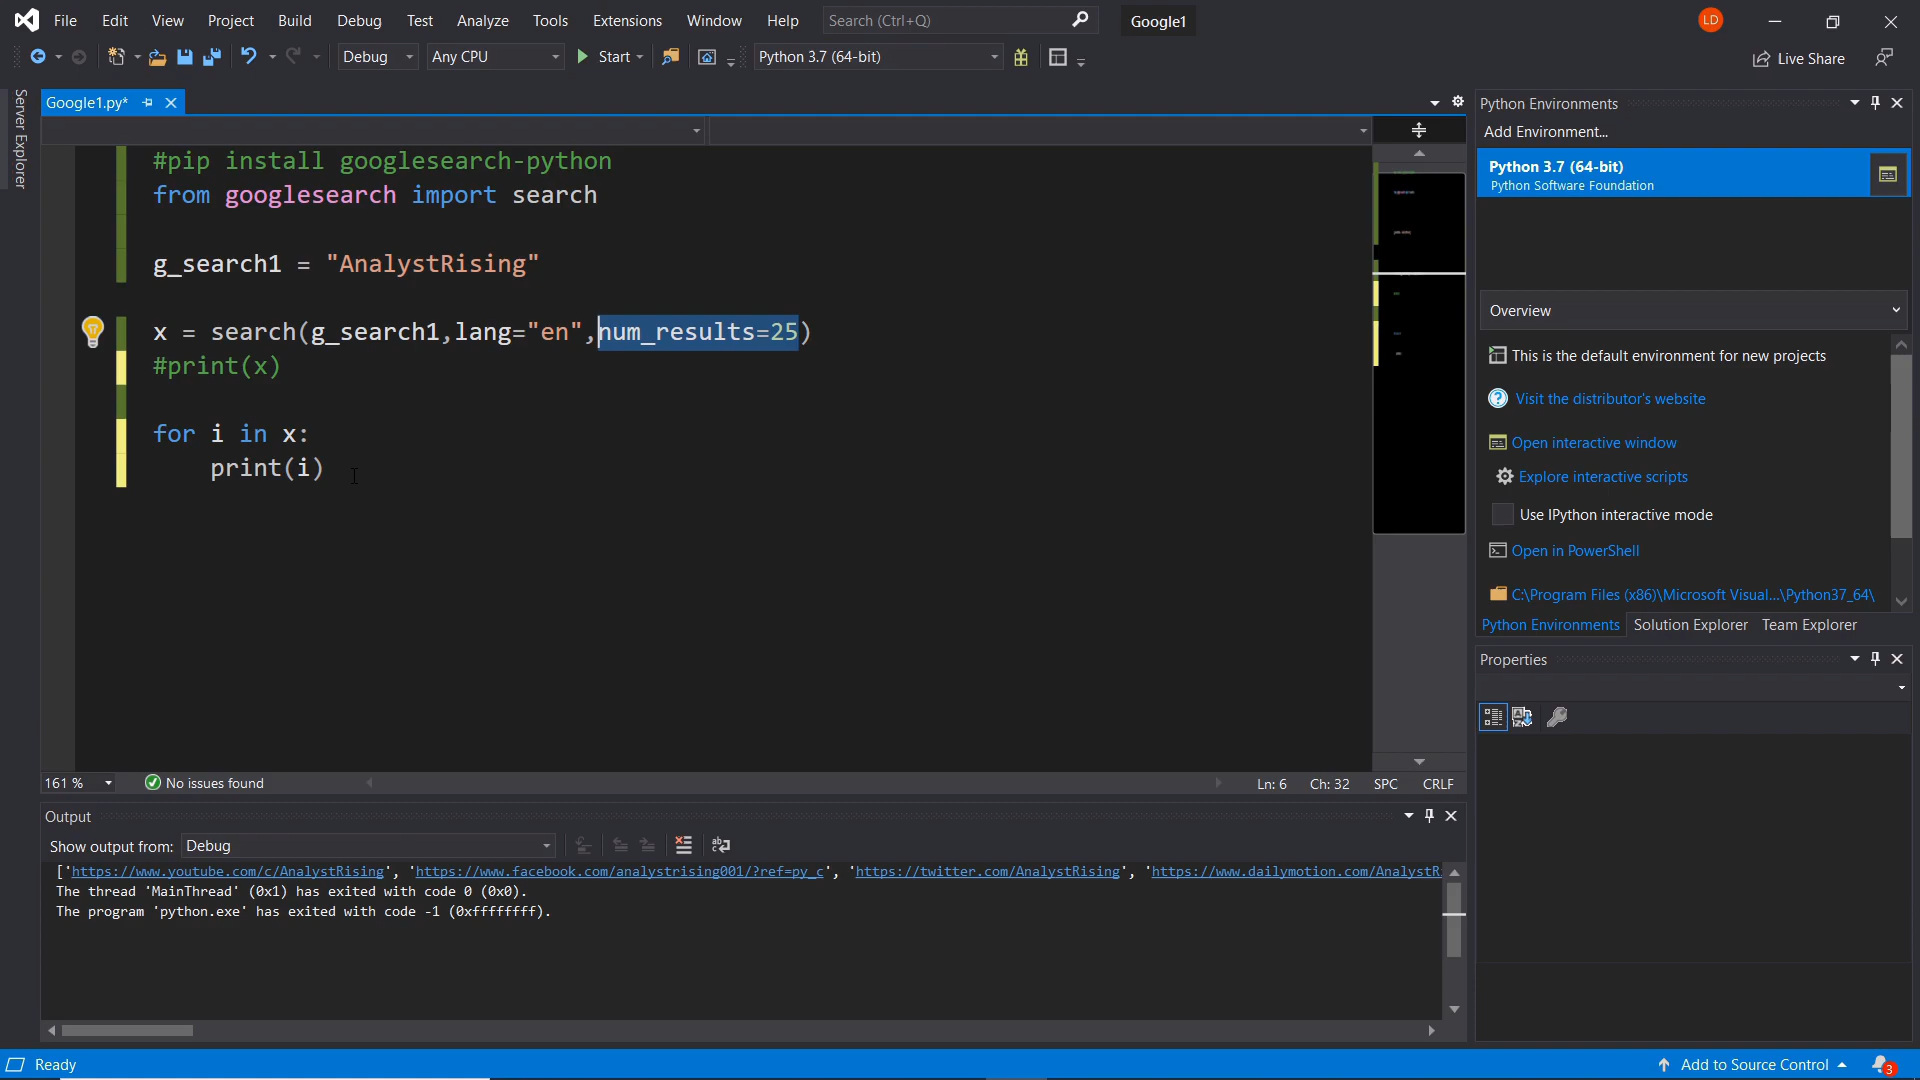 File Edit View Project Build Debug Test Analyze Tools Extensions Window Help Search (Ctrl+Q) Google1 LD
Debug Any CPU Start Python 3.7 (64-bit) Live Share
Server Explorer
Google1.py*
#pip install googlesearch-python
from googlesearch import search
g_search1 = "AnalystRising"
x = search(g_search1,lang="en",num_results=25)
#print(x)
for i in x:
print(i)
161 % No issues found Ln: 6 Ch: 32 SPC CRLF
Output
Show output from: Debug
['https://www.youtube.com/c/AnalystRising', 'https://www.facebook.com/analystrising001/?ref=py_c', 'https://twitter.com/AnalystRising', 'https://www.dailymotion.com/AnalystR
The thread 'MainThread' (0x1) has exited with code 0 (0x0).
The program 'python.exe' has exited with code -1 (0xffffffff).
Python Environments
Add Environment...
Python 3.7 (64-bit)
Python Software Foundation
Overview
This is the default environment for new projects
Visit the distributor's website
Open interactive window
Explore interactive scripts
Use IPython interactive mode
Open in PowerShell
C:\Program Files (x86)\Microsoft Visual...\Python37_64\
Python Environments Solution Explorer Team Explorer
Properties
Ready Add to Source Control 3